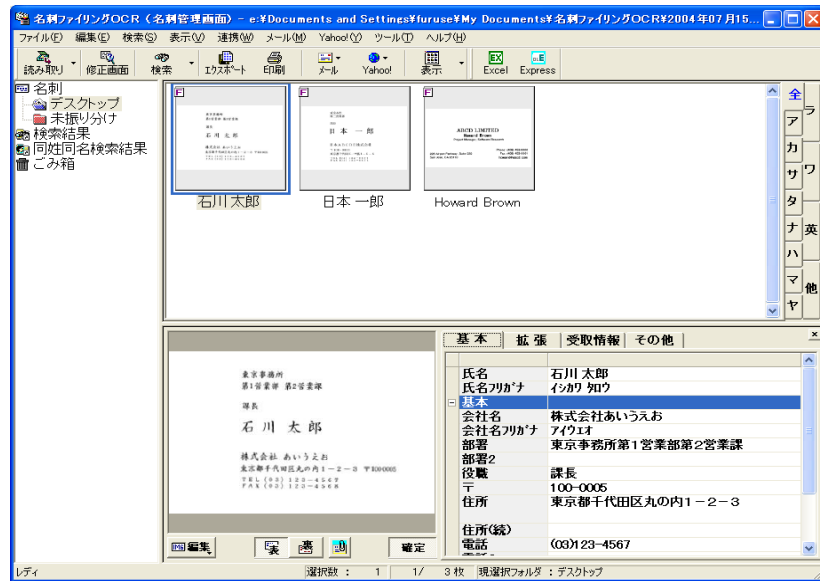 名刺ファイリングOCR (名刺管理画面) - e:¥Documents and Settings¥furuse¥My Documents¥名刺ファイリングOCR¥2004年07月15...
ファイル(F) 編集(E) 検索(S) 表示(V) 連携(W) メール(M) Yahoo!(Y) ツール(T) ヘルプ(H)
読み取り 修正画面 検索 エクスポート 印刷 メール Yahoo! 表示 Excel Express
名刺
デスクトップ
未振り分け
検索結果
同姓同名検索結果
ごみ箱
石川 太郎
日本 一郎
ABCD LIMITED
Howard Brown
石川 太郎 日本 一郎 Howard Brown
全
ア
カ
サ
タ
ナ
ハ
マ
ヤ
ラ
ワ
英
他
東京事務所
第1営業部 第2営業課
課長
石川 太郎
株式会社 あいうえお
東京都千代田区丸の内1-2-3 〒100-0005
TEL (03) 123-4567
FAX (03) 123-4568
編集 表 裏 確定
基本 拡張 受取情報 その他
氏名 石川 太郎
氏名フリガナ イシカワ タロウ
基本
会社名 株式会社あいうえお
会社名フリガナ アイウエオ
部署 東京事務所第1営業部第2営業課
部署2
役職 課長
〒 100-0005
住所 東京都千代田区丸の内1-2-3
住所(続)
電話 (03)123-4567
レディ 選択数: 1 1/ 3枚 現選択フォルダ:デスクトップ